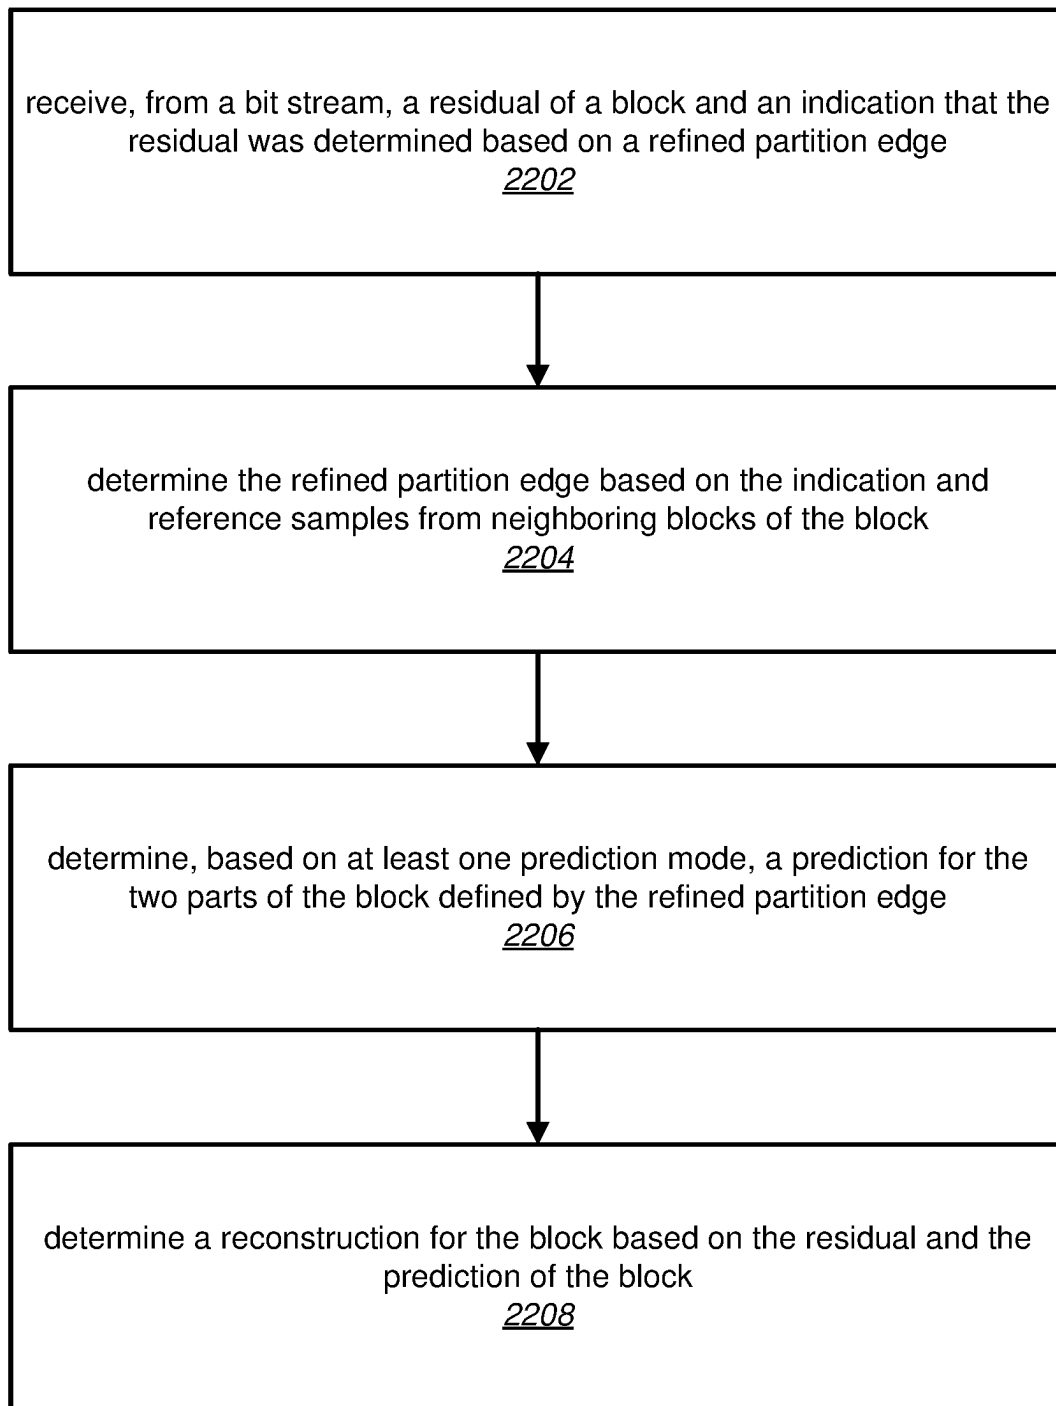 receive, from a bit stream, a residual of a block and an indication that the
residual was determined based on a refined partition edge
2202
determine the refined partition edge based on the indication and
reference samples from neighboring blocks of the block
2204
determine, based on at least one prediction mode, a prediction for the
two parts of the block defined by the refined partition edge
2206
determine a reconstruction for the block based on the residual and the
prediction of the block
2208